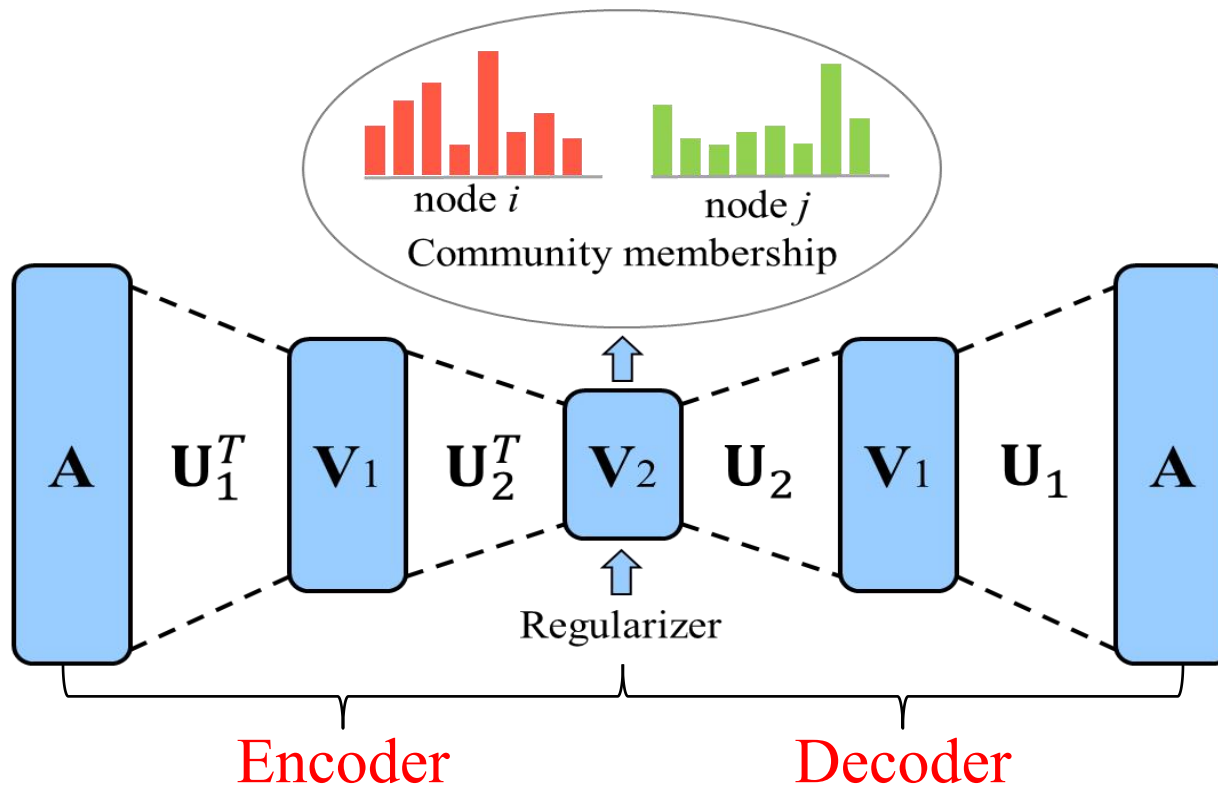 node i
node j
Community membership
A
U₁ᵀ
V₁
U₂ᵀ
V₂
U₂
V₁
U₁
A
Regularizer
Encoder
Decoder